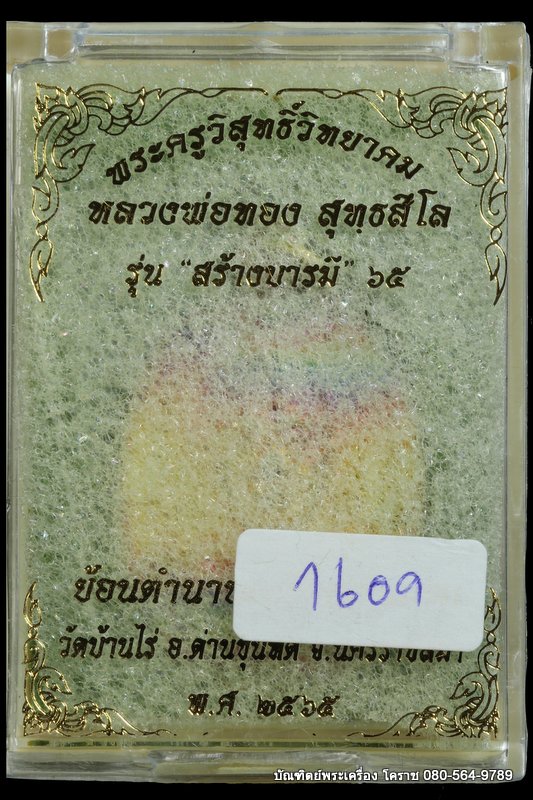 พระครูวิสุทธิ์วิทยาคม
หลวงพ่อทอง สุทฺธสีโล
รุ่น “สร้างบารมี” ๖๕
1609
ย้อนตำนาน
วัดบ้านไร่ อ.ด่านขุนทด จ.นครราชสีมา
พ.ศ. ๒๕๖๕
บัณฑิตย์พระเครื่อง โคราช 080-564-9789